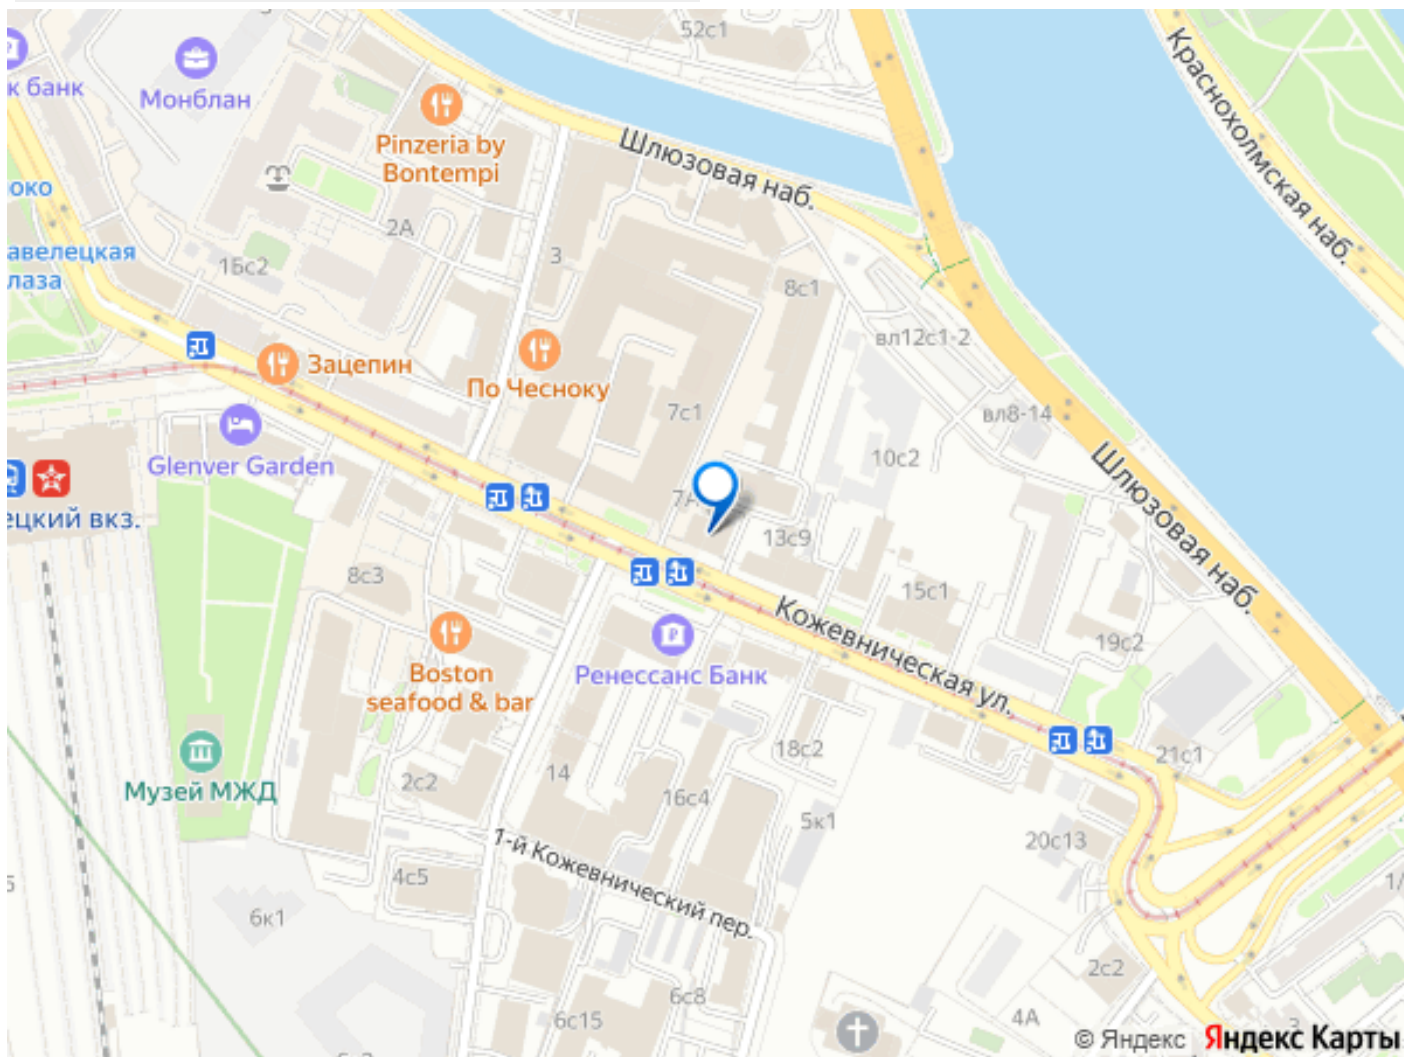 52с1
Краснохолмская наб.
к банк
Монблан
Pinzeria by
Bontempi
Шлюзовая наб.
око
авелецкая
лаза
2А
1Бс2
3
8с1
вл12с1-2
Зацепин
По Чесноку
7с1
вл8-14
Glenver Garden
10с2
Шлюзовая наб.
ецкий вкз.
7А
13с9
8с3
15с1
Кожевническая ул.
19с2
Boston
seafood & bar
Ренессанс Банк
18с2
21с1
Музей МЖД
2с2
14
16с4
5к1
20с13
1-й Кожевнический пер.
4с5
6к1
1/
2с2
6с8
6с15
4А
3
© Яндекс Яндекс Карты